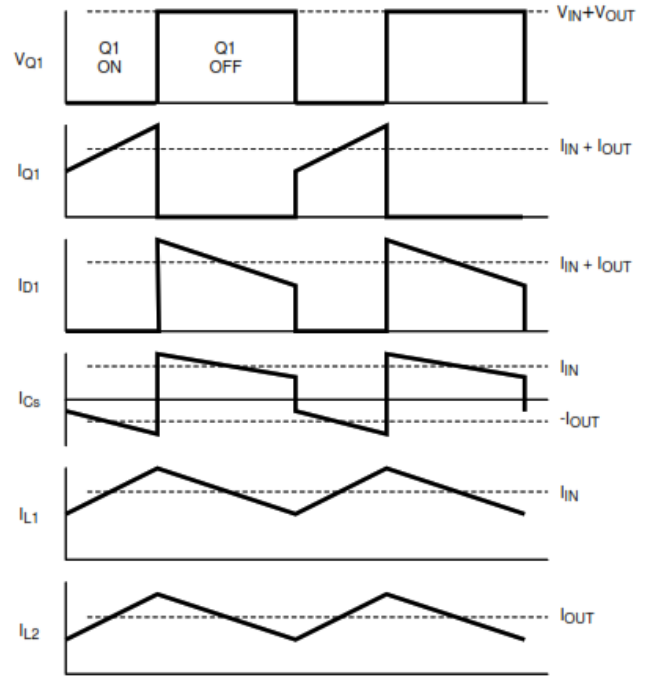 VIN+VOUT
VQ1
Q1
ON
Q1
OFF
IQ1
IIN + IOUT
ID1
IIN + IOUT
ICs
IIN
-IOUT
IL1
IIN
IL2
IOUT